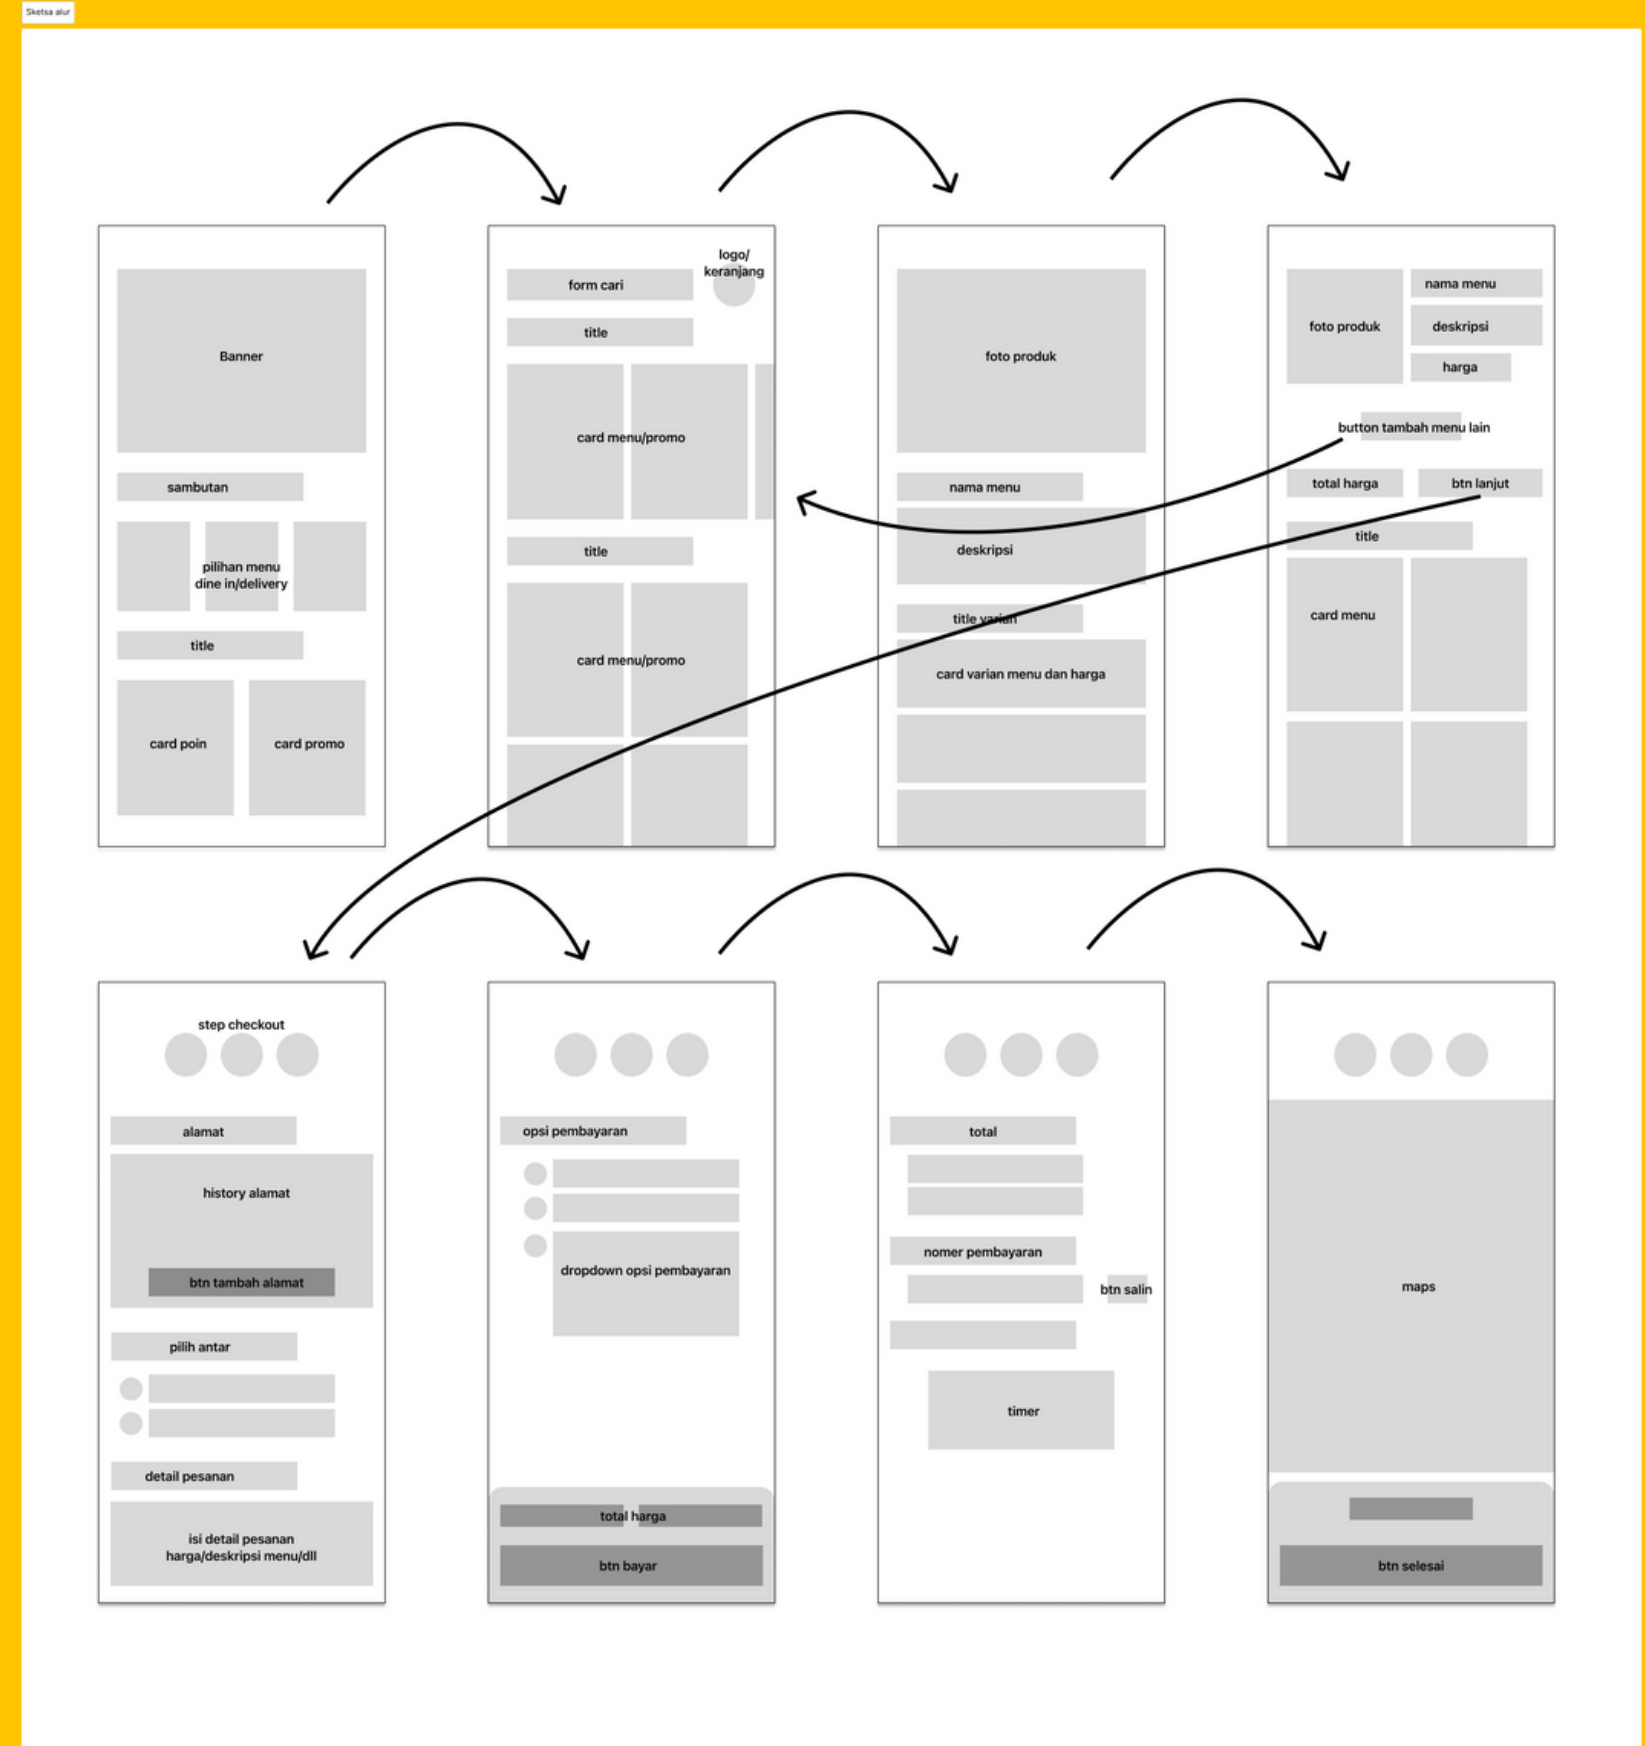 Sketsa alur
Banner
sambutan
pilihan menu
dine in/delivery
title
card poin
card promo
logo/
keranjang
form cari
title
card menu/promo
title
card menu/promo
foto produk
nama menu
deskripsi
title varian
card varian menu dan harga
foto produk
nama menu
deskripsi
harga
button tambah menu lain
total harga
btn lanjut
title
card menu
step checkout
alamat
history alamat
btn tambah alamat
pilih antar
detail pesanan
isi detail pesanan
harga/deskripsi menu/dll
opsi pembayaran
dropdown opsi pembayaran
total harga
btn bayar
total
nomer pembayaran
btn salin
timer
maps
btn selesai